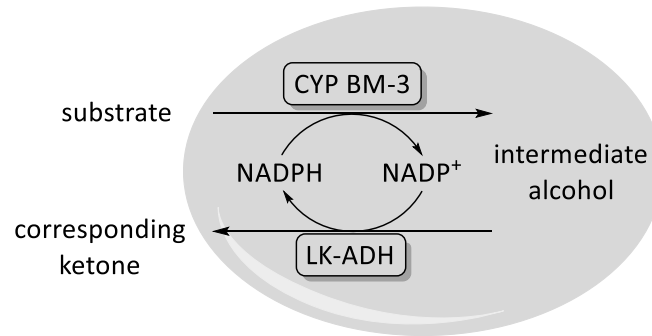 CYP BM-3
substrate
NADPH
NADP⁺
intermediate
alcohol
corresponding
ketone
LK-ADH